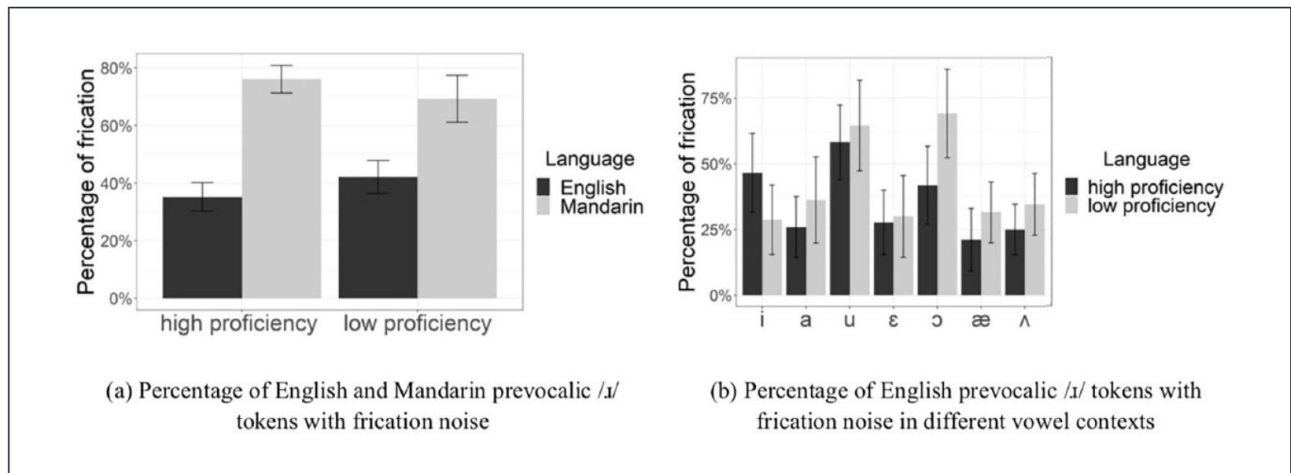 80%
60%
40%
20%
0%
Percentage of frication
high proficiency
low proficiency
Language
English
Mandarin
(a) Percentage of English and Mandarin prevocalic /ɹ/
tokens with frication noise
75%
50%
25%
0%
Percentage of frication
i a u ɛ ɔ æ ʌ
Language
high proficiency
low proficiency
(b) Percentage of English prevocalic /ɹ/ tokens with
frication noise in different vowel contexts